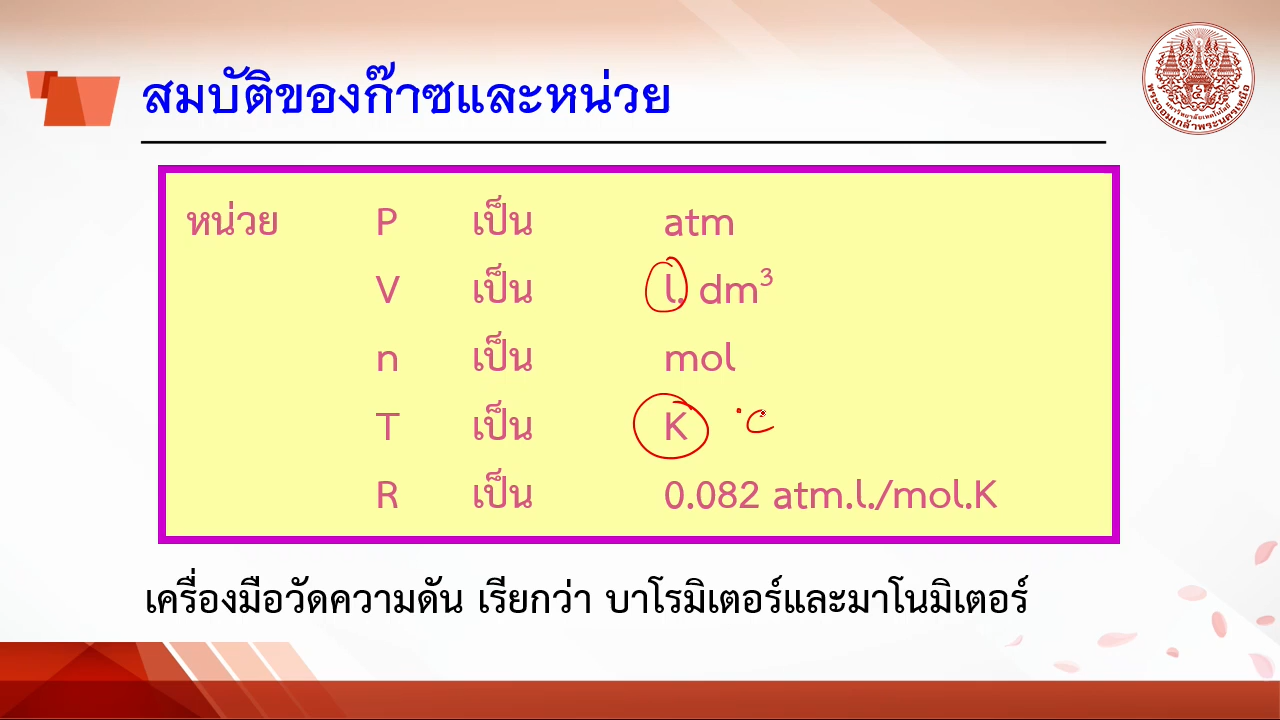 สมบัติของก๊าซและหน่วย
หน่วย P เป็น atm
V เป็น l. dm³
n เป็น mol
T เป็น K °C
R เป็น 0.082 atm.l./mol.K
เครื่องมือวัดความดัน เรียกว่า บาโรมิเตอร์และมาโนมิเตอร์